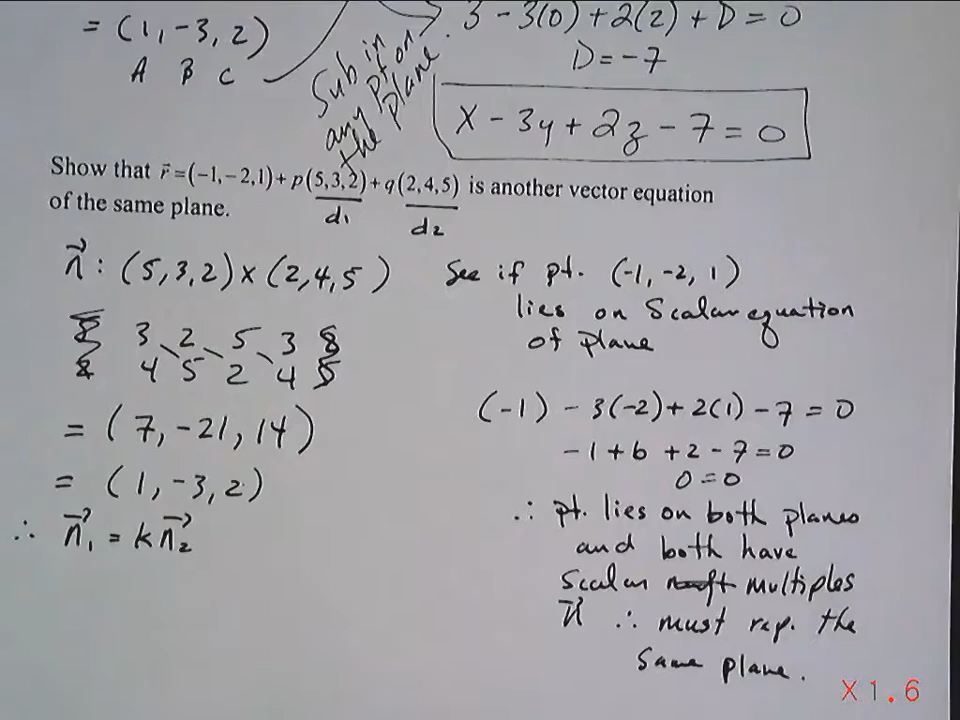 = (1, -3, 2)
A B C
Sub in
any pt on
the plane.
3 - 3(0) + 2(2) + D = 0
D = -7
x - 3y + 2z - 7 = 0
Show that r⃗ = (-1, -2, 1) + p(5, 3, 2) + q(2, 4, 5) is another vector equation
of the same plane.
d1
d2
n⃗ : (5, 3, 2) × (2, 4, 5)
3 2 5 3
4 5 2 4
= (7, -21, 14)
= (1, -3, 2)
∴ n⃗₁ = k n⃗₂
See if pt. (-1, -2, 1)
lies on Scalar equation
of plane
(-1) - 3(-2) + 2(1) - 7 = 0
-1 + 6 + 2 - 7 = 0
0 = 0
∴ pt. lies on both planes
and both have
scalar multiples
n⃗ ∴ must rep. the
same plane.
X1.6